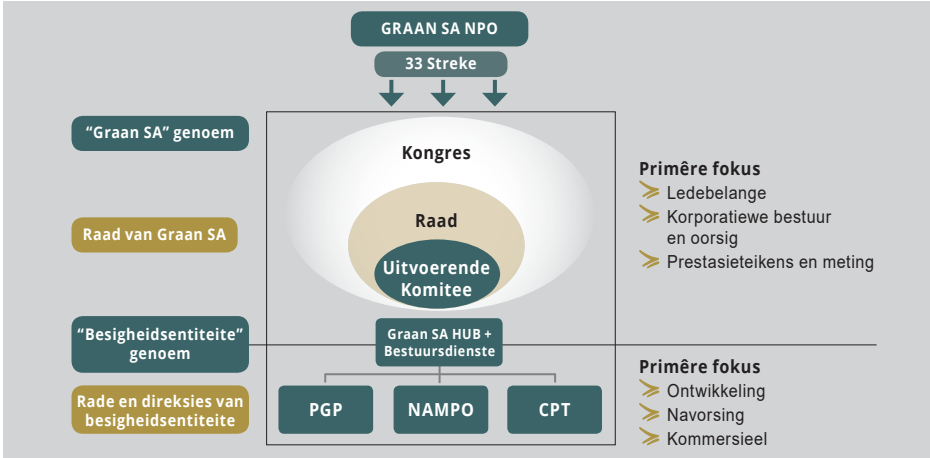 GRAAN SA NPO
33 Streke
“Graan SA” genoem
Kongres
Primêre fokus
Ledebelange
Korporatiewe bestuur
en oorsig
Prestasieteikens en meting
Raad van Graan SA
Raad
Uitvoerende
Komitee
“Besigheidsentiteite”
genoem
Graan SA HUB +
Bestuursdienste
Primêre fokus
Ontwikkeling
Navorsing
Kommersieel
Rade en direksies van
besigheidsentiteite
PGP
NAMPO
CPT